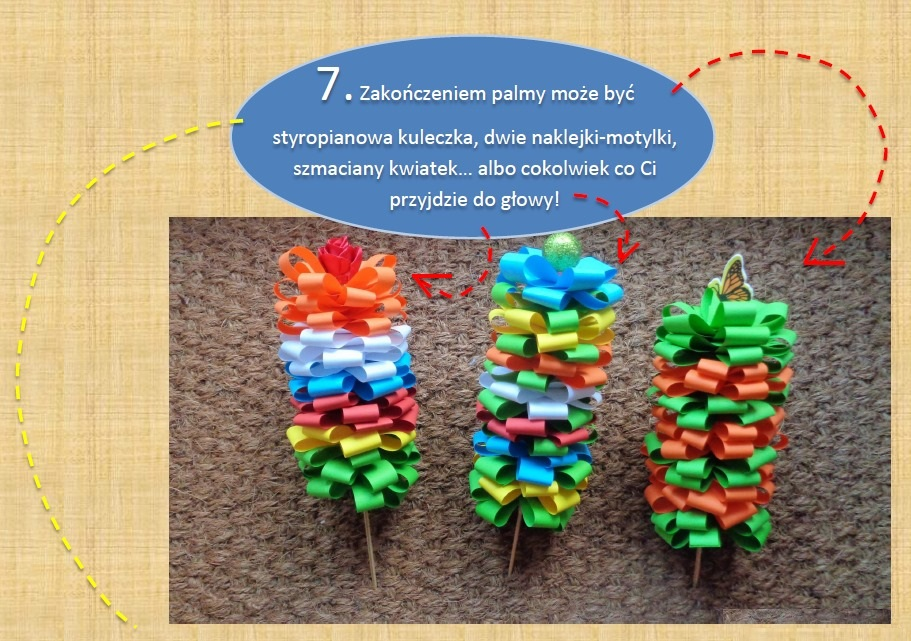 7. Zakończeniem palmy może być
styropianowa kuleczka, dwie naklejki-motylki,
szmaciany kwiatek... albo cokolwiek co Ci
przyjdzie do głowy!